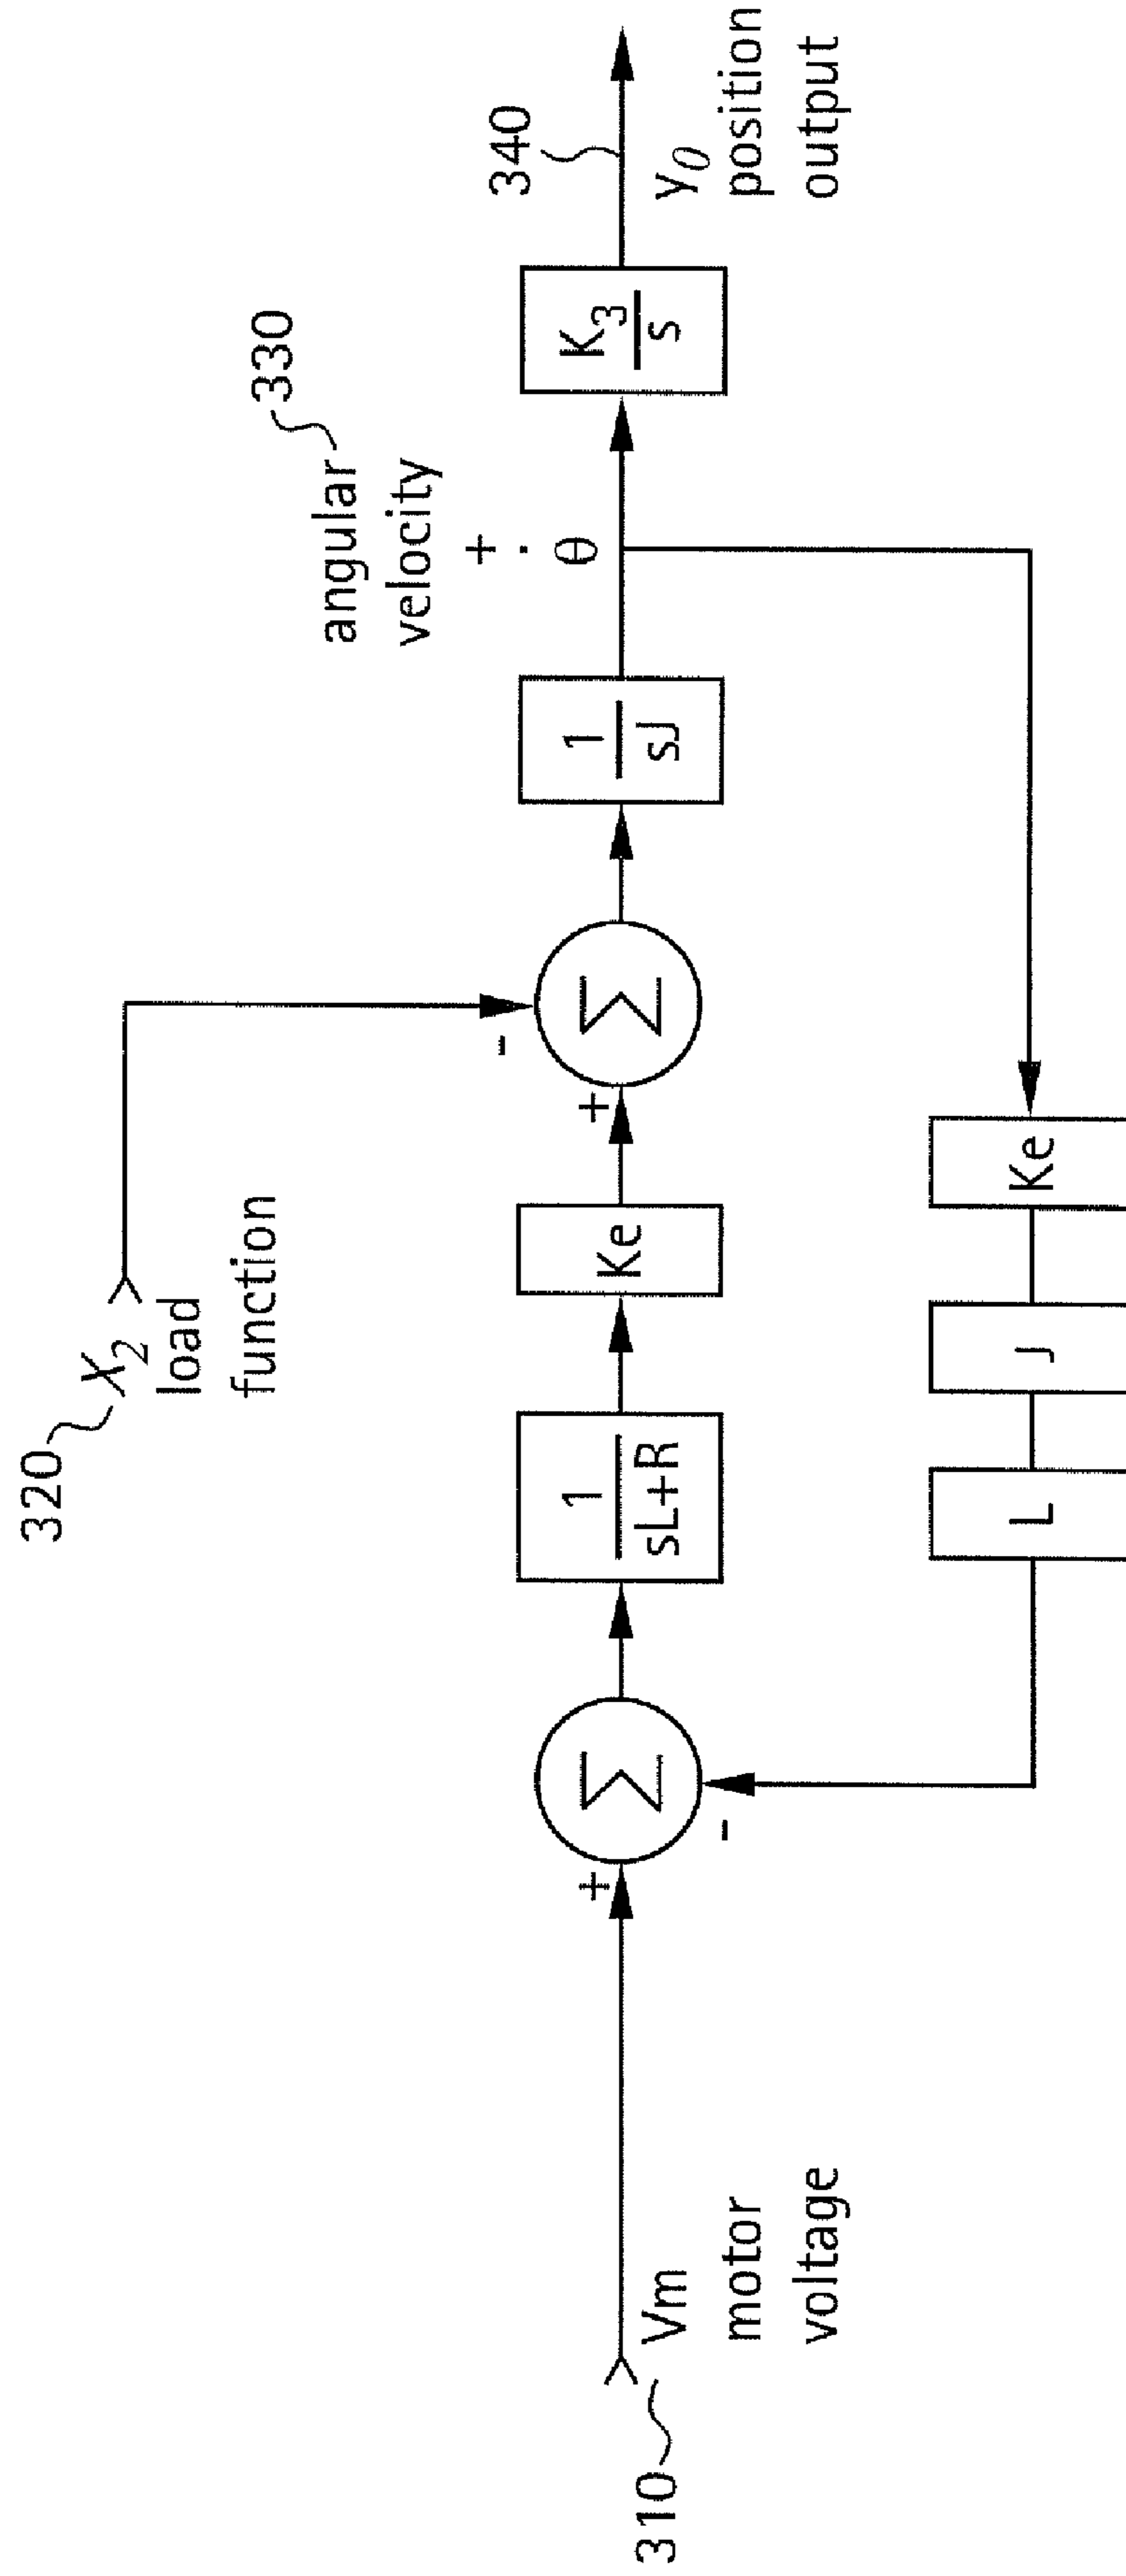 320
X2
load
function
angular
velocity
330
+
.
θ
340
y0
position
output
310
Vm
motor
voltage
+
-
Σ
1
sL+R
Ke
+
-
Σ
1
sJ
K3
s
L
J
Ke